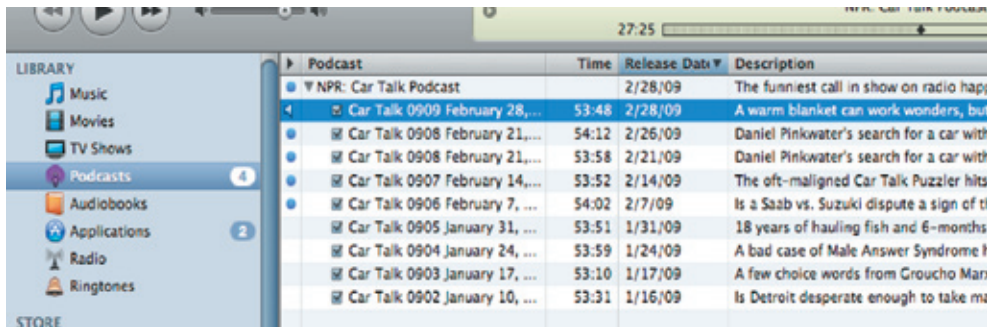 NPR: Car Talk Podcast
27:25
LIBRARY
Music
Movies
TV Shows
Podcasts 4
Audiobooks
Applications 2
Radio
Ringtones
STORE
Podcast Time Release Date Description
NPR: Car Talk Podcast 2/28/09 The funniest call in show on radio happ
Car Talk 0909 February 28,... 53:48 2/28/09 A warm blanket can work wonders, but
Car Talk 0908 February 21,... 54:12 2/26/09 Daniel Pinkwater's search for a car with
Car Talk 0908 February 21,... 53:58 2/21/09 Daniel Pinkwater's search for a car with
Car Talk 0907 February 14,... 53:52 2/14/09 The oft-maligned Car Talk Puzzler hits
Car Talk 0906 February 7, ... 54:02 2/7/09 Is a Saab vs. Suzuki dispute a sign of t
Car Talk 0905 January 31, ... 53:51 1/31/09 18 years of hauling fish and 6-months
Car Talk 0904 January 24, ... 53:59 1/24/09 A bad case of Male Answer Syndrome
Car Talk 0903 January 17, ... 53:10 1/17/09 A few choice words from Groucho Mar
Car Talk 0902 January 10, ... 53:31 1/16/09 Is Detroit desperate enough to take ma